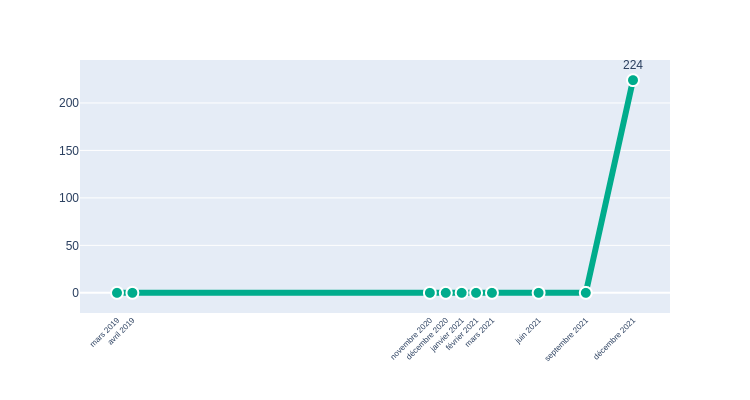 224
200
150
100
50
0
mars 2019
avril 2019
novembre 2020
décembre 2020
janvier 2021
février 2021
mars 2021
juin 2021
septembre 2021
décembre 2021